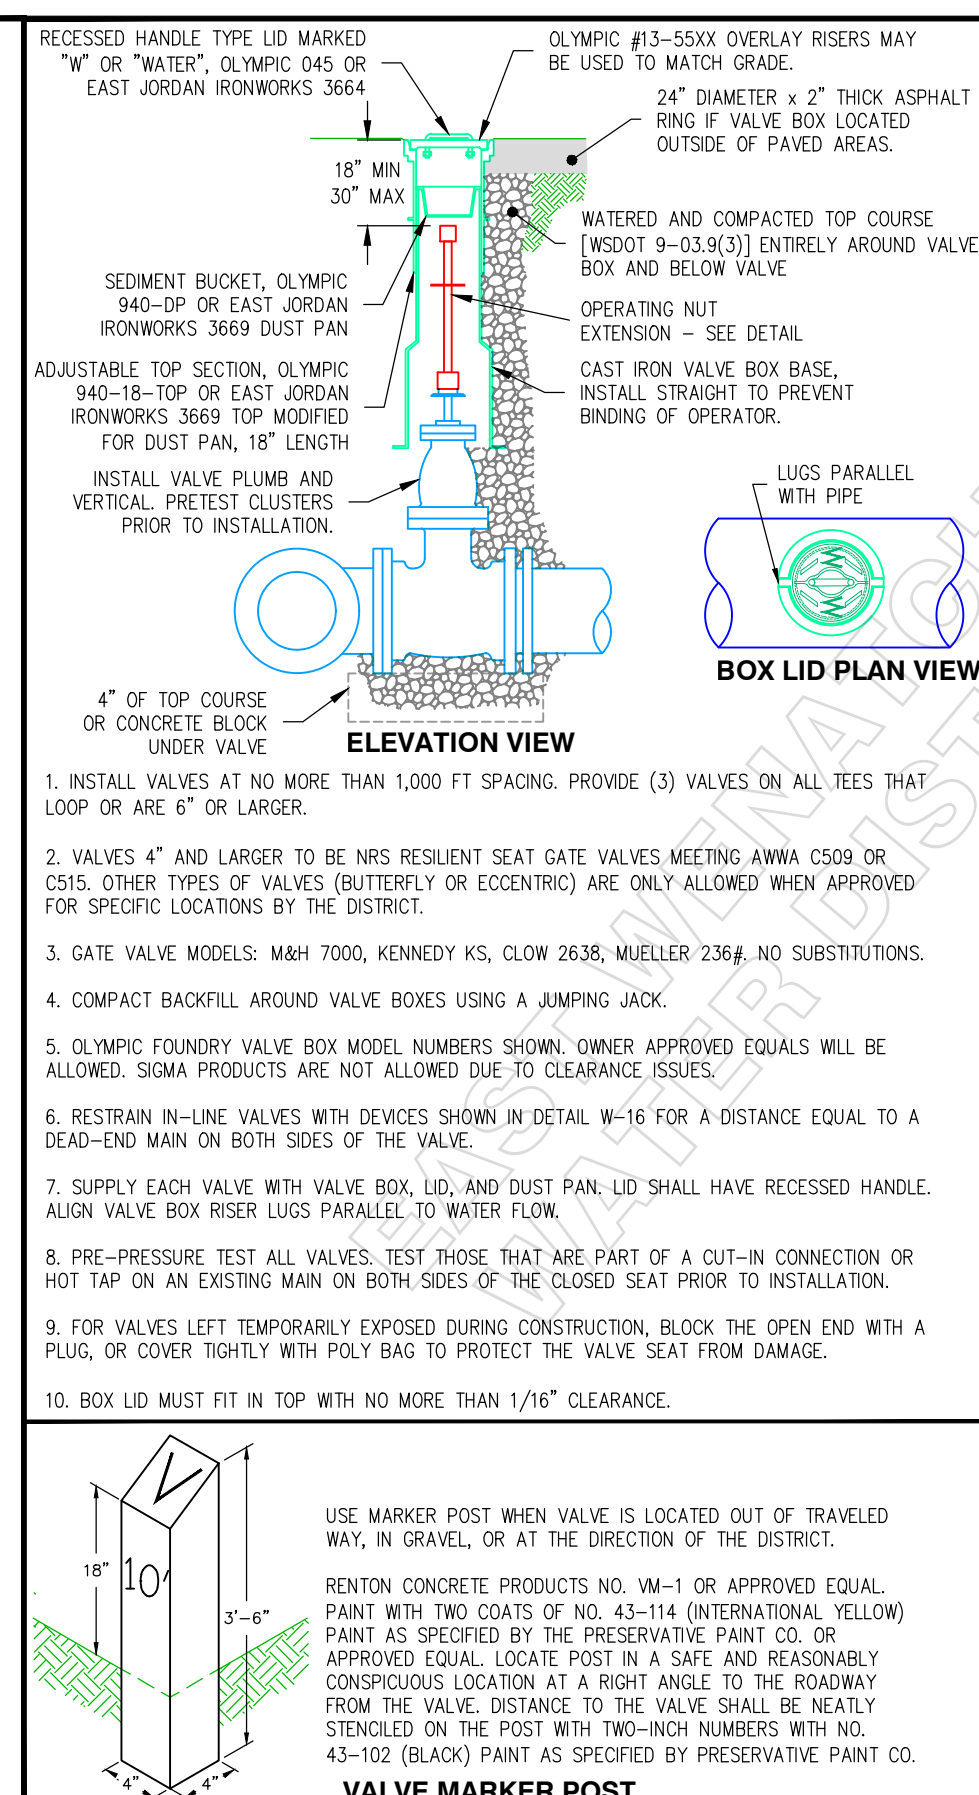 RECESSED HANDLE TYPE LID MARKED
"W" OR "WATER", OLYMPIC 045 OR
EAST JORDAN IRONWORKS 3664
OLYMPIC #13-55XX OVERLAY RISERS MAY
BE USED TO MATCH GRADE.
24" DIAMETER x 2" THICK ASPHALT
RING IF VALVE BOX LOCATED
OUTSIDE OF PAVED AREAS.
18" MIN
30" MAX
WATERED AND COMPACTED TOP COURSE
[WSDOT 9-03.9(3)] ENTIRELY AROUND VALVE
BOX AND BELOW VALVE
SEDIMENT BUCKET, OLYMPIC
940-DP OR EAST JORDAN
IRONWORKS 3669 DUST PAN
OPERATING NUT
EXTENSION - SEE DETAIL
ADJUSTABLE TOP SECTION, OLYMPIC
940-18-TOP OR EAST JORDAN
IRONWORKS 3669 TOP MODIFIED
FOR DUST PAN, 18" LENGTH
CAST IRON VALVE BOX BASE,
INSTALL STRAIGHT TO PREVENT
BINDING OF OPERATOR.
INSTALL VALVE PLUMB AND
VERTICAL. PRETEST CLUSTERS
PRIOR TO INSTALLATION.
LUGS PARALLEL
WITH PIPE
W
W
BOX LID PLAN VIEW
4" OF TOP COURSE
OR CONCRETE BLOCK
UNDER VALVE
ELEVATION VIEW
1. INSTALL VALVES AT NO MORE THAN 1,000 FT SPACING. PROVIDE (3) VALVES ON ALL TEES THAT
LOOP OR ARE 6" OR LARGER.
2. VALVES 4" AND LARGER TO BE NRS RESILIENT SEAT GATE VALVES MEETING AWWA C509 OR
C515. OTHER TYPES OF VALVES (BUTTERFLY OR ECCENTRIC) ARE ONLY ALLOWED WHEN APPROVED
FOR SPECIFIC LOCATIONS BY THE DISTRICT.
3. GATE VALVE MODELS: M&H 7000, KENNEDY KS, CLOW 2638, MUELLER 236#. NO SUBSTITUTIONS.
4. COMPACT BACKFILL AROUND VALVE BOXES USING A JUMPING JACK.
5. OLYMPIC FOUNDRY VALVE BOX MODEL NUMBERS SHOWN. OWNER APPROVED EQUALS WILL BE
ALLOWED. SIGMA PRODUCTS ARE NOT ALLOWED DUE TO CLEARANCE ISSUES.
6. RESTRAIN IN-LINE VALVES WITH DEVICES SHOWN IN DETAIL W-16 FOR A DISTANCE EQUAL TO A
DEAD-END MAIN ON BOTH SIDES OF THE VALVE.
7. SUPPLY EACH VALVE WITH VALVE BOX, LID, AND DUST PAN. LID SHALL HAVE RECESSED HANDLE.
ALIGN VALVE BOX RISER LUGS PARALLEL TO WATER FLOW.
8. PRE-PRESSURE TEST ALL VALVES. TEST THOSE THAT ARE PART OF A CUT-IN CONNECTION OR
HOT TAP ON AN EXISTING MAIN ON BOTH SIDES OF THE CLOSED SEAT PRIOR TO INSTALLATION.
9. FOR VALVES LEFT TEMPORARILY EXPOSED DURING CONSTRUCTION, BLOCK THE OPEN END WITH A
PLUG, OR COVER TIGHTLY WITH POLY BAG TO PROTECT THE VALVE SEAT FROM DAMAGE.
10. BOX LID MUST FIT IN TOP WITH NO MORE THAN 1/16" CLEARANCE.
EAST WENATCH
WATER DIST
V
10'
18"
3'-6"
4"
4"
USE MARKER POST WHEN VALVE IS LOCATED OUT OF TRAVELED
WAY, IN GRAVEL, OR AT THE DIRECTION OF THE DISTRICT.
RENTON CONCRETE PRODUCTS NO. VM-1 OR APPROVED EQUAL.
PAINT WITH TWO COATS OF NO. 43-114 (INTERNATIONAL YELLOW)
PAINT AS SPECIFIED BY THE PRESERVATIVE PAINT CO. OR
APPROVED EQUAL. LOCATE POST IN A SAFE AND REASONABLY
CONSPICUOUS LOCATION AT A RIGHT ANGLE TO THE ROADWAY
FROM THE VALVE. DISTANCE TO THE VALVE SHALL BE NEATLY
STENCILED ON THE POST WITH TWO-INCH NUMBERS WITH NO.
43-102 (BLACK) PAINT AS SPECIFIED BY PRESERVATIVE PAINT CO.
VALVE MARKER POST